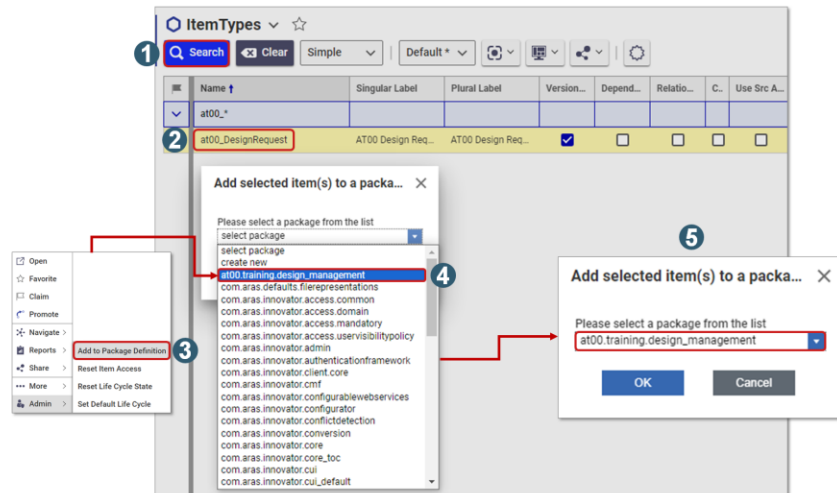 ItemTypes
1
Search
Clear
Simple
Default *
Name
Singular Label
Plural Label
Version...
Depend...
Relatio...
C..
Use Src A...
at00_*
2
at00_DesignRequest
AT00 Design Req...
AT00 Design Req...
Add selected item(s) to a packa...
Please select a package from the list
select package
select package
create new
at00.training.design_management
4
com.aras.defaults.filerepresentations
com.aras.innovator.access.common
com.aras.innovator.access.domain
com.aras.innovator.access.mandatory
com.aras.innovator.access.uservisibilitypolicy
com.aras.innovator.admin
com.aras.innovator.authenticationframework
com.aras.innovator.client.core
com.aras.innovator.cmf
com.aras.innovator.configurablewebservices
com.aras.innovator.configurator
com.aras.innovator.conflictdetection
com.aras.innovator.conversion
com.aras.innovator.core
com.aras.innovator.core_toc
com.aras.innovator.cui
com.aras.innovator.cui_default
Open
Favorite
Claim
Promote
Navigate >
Reports >
Share >
••• More >
Admin >
Add to Package Definition
3
Reset Item Access
Reset Life Cycle State
Set Default Life Cycle
5
Add selected item(s) to a packa...
Please select a package from the list
at00.training.design_management
OK
Cancel